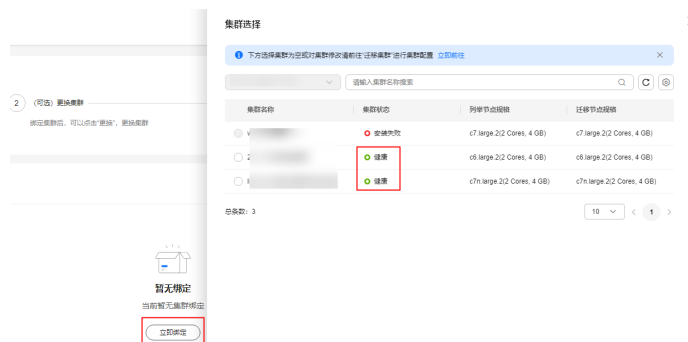 集群选择
下方选择集群为空或对集群修改请前往"迁移集群"进行集群配置 立即前往
请输入集群名称搜索
2 (可选) 更换集群
绑定集群后，可以点击"更换"，更换集群
集群名称 集群状态 列举节点规格 迁移节点规格
安装失败 c7.large.2(2 Cores, 4 GB) c7.large.2(2 Cores, 4 GB)
2 健康 c6.large.2(2 Cores, 4 GB) c6.large.2(2 Cores, 4 GB)
健康 c7n.large.2(2 Cores, 4 GB) c7n.large.2(2 Cores, 4 GB)
总条数: 3
10 1
暂无绑定
当前暂无集群绑定
立即绑定